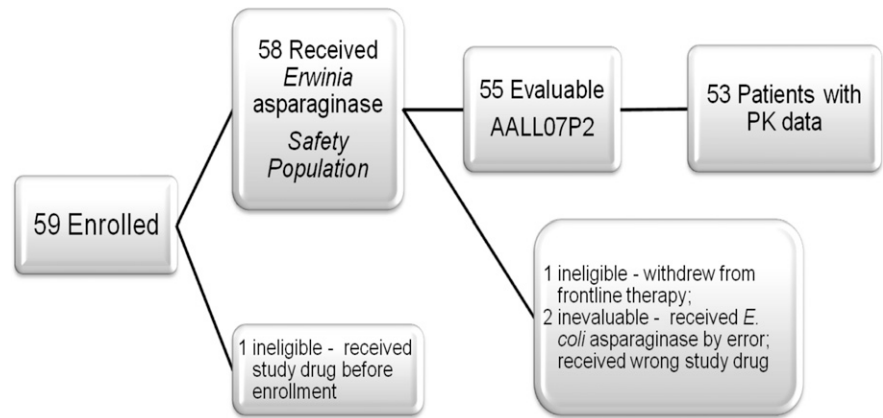 59 Enrolled
58 Received
Erwinia
asparaginase
Safety
Population
1 ineligible - received
study drug before
enrollment
55 Evaluable
AALL07P2
1 ineligible - withdrew from
frontline therapy;
2 inevaluable - received E.
coli asparaginase by error;
received wrong study drug
53 Patients with
PK data